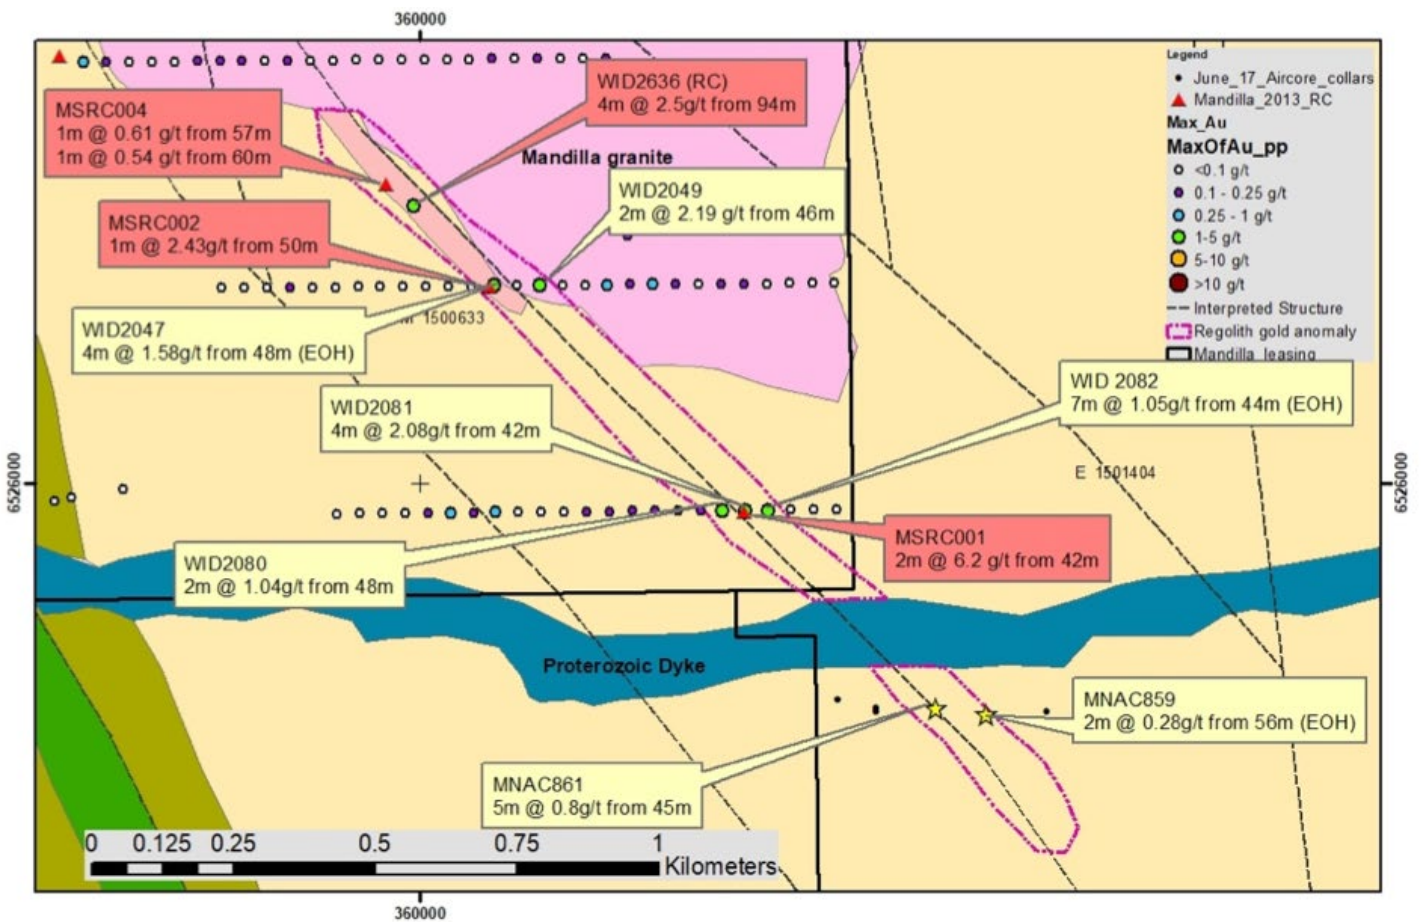 360000
Legend
June_17_Aircore_collars
Mandilla_2013_RC
Max_Au
MaxOfAu_pp
<0.1 g/t
0.1 - 0.25 g/t
0.25 - 1 g/t
1-5 g/t
5-10 g/t
>10 g/t
Interpreted Structure
Regolith gold anomaly
Mandilla leasing
WID2636 (RC)
4m @ 2.5g/t from 94m
MSRC004
1m @ 0.61 g/t from 57m
1m @ 0.54 g/t from 60m
Mandilla granite
WID2049
2m @ 2.19 g/t from 46m
MSRC002
1m @ 2.43g/t from 50m
M 1500633
WID2047
4m @ 1.58g/t from 48m (EOH)
WID 2082
7m @ 1.05g/t from 44m (EOH)
WID2081
4m @ 2.08g/t from 42m
6526000
E 1501404
6526000
MSRC001
2m @ 6.2 g/t from 42m
WID2080
2m @ 1.04g/t from 48m
Proterozoic Dyke
MNAC859
2m @ 0.28g/t from 56m (EOH)
MNAC861
5m @ 0.8g/t from 45m
0 0.125 0.25 0.5 0.75 1
Kilometers
360000